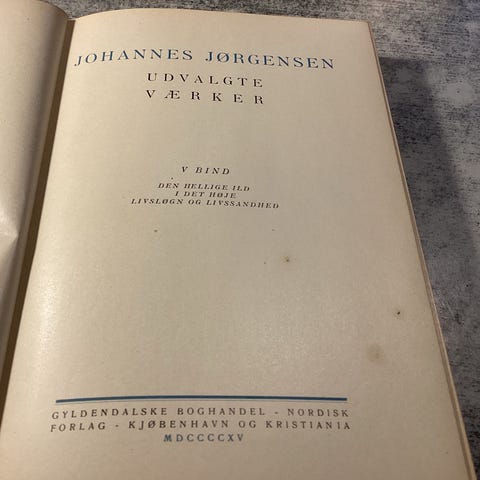 JOHANNES JØRGENSEN
UDVALGTE
VÆRKER
V BIND
DEN HELLIGE ILD
I DET HØJE
LIVSLØGN OG LIVSSANDHED
GYLDENDALSKE BOGHANDEL - NORDISK
FORLAG - KJØBENHAVN OG KRISTIANIA
MDCCCCXV